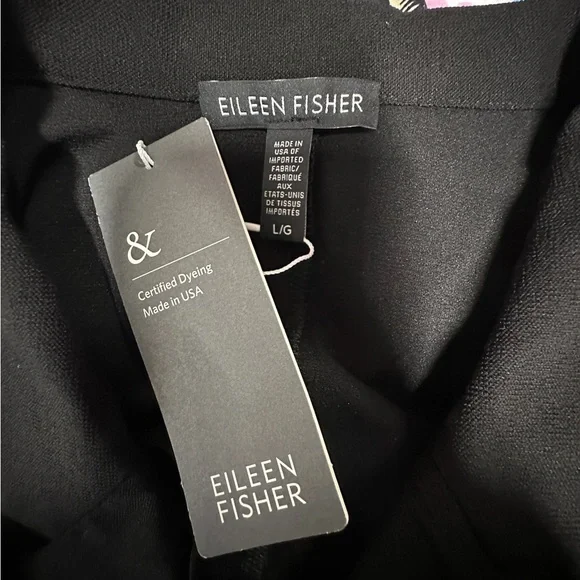 EILEEN FISHER
MADE IN
USA OF
IMPORTED
FABRIC/
FABRIQUÉ
AUX
ETATS-UNIS
DE TISSUS
IMPORTÉS
L/G
&
Certified Dyeing
Made in USA
EILEEN
FISHER